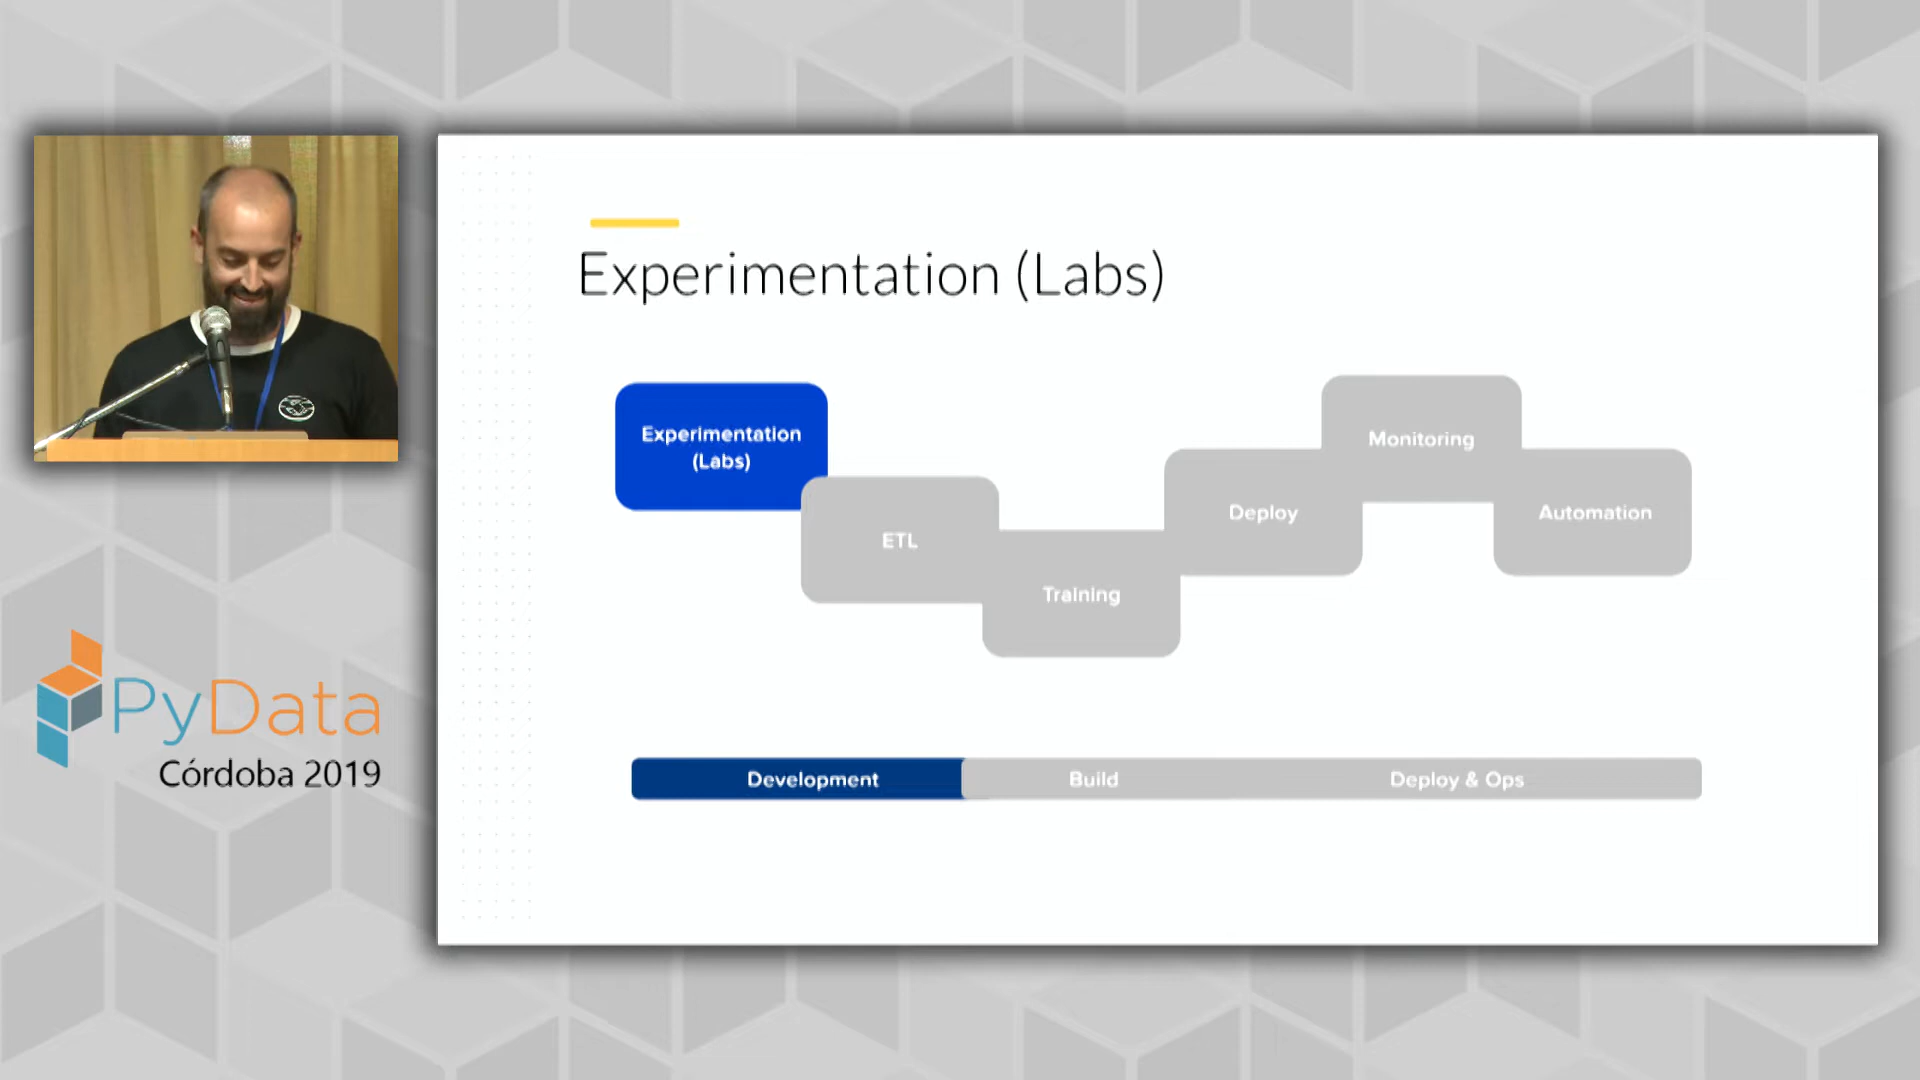 Experimentation (Labs)
Experimentation
(Labs)
ETL
Training
Deploy
Monitoring
Automation
Development
Build
Deploy & Ops
PyData
Córdoba 2019